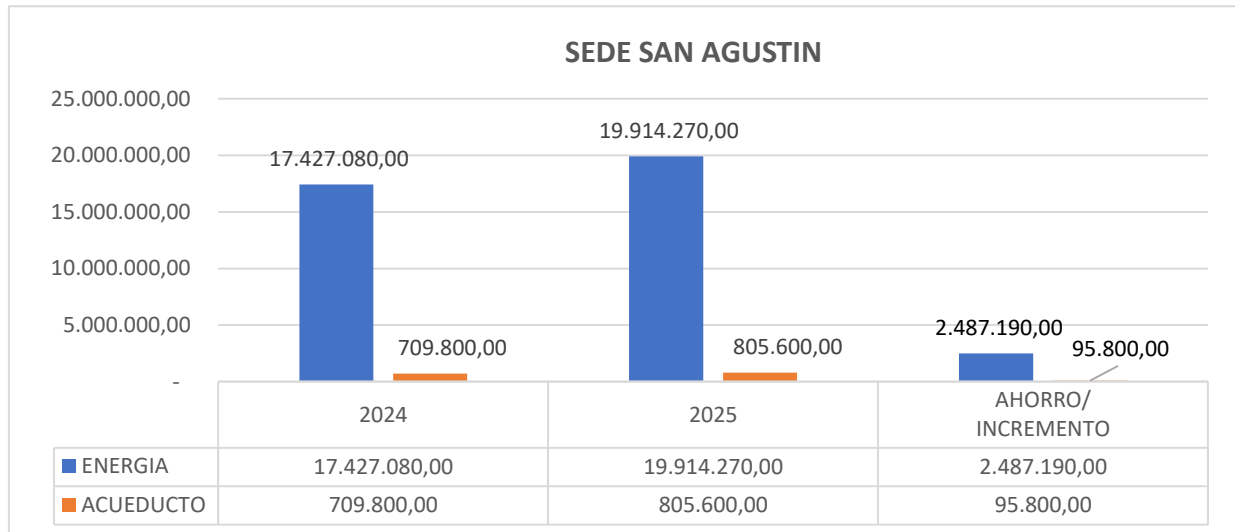 SEDE SAN AGUSTIN
25.000.000,00
20.000.000,00
15.000.000,00
10.000.000,00
5.000.000,00
-
17.427.080,00
709.800,00
19.914.270,00
805.600,00
2.487.190,00
95.800,00
2024 2025 AHORRO/
INCREMENTO
ENERGIA 17.427.080,00 19.914.270,00 2.487.190,00
ACUEDUCTO 709.800,00 805.600,00 95.800,00